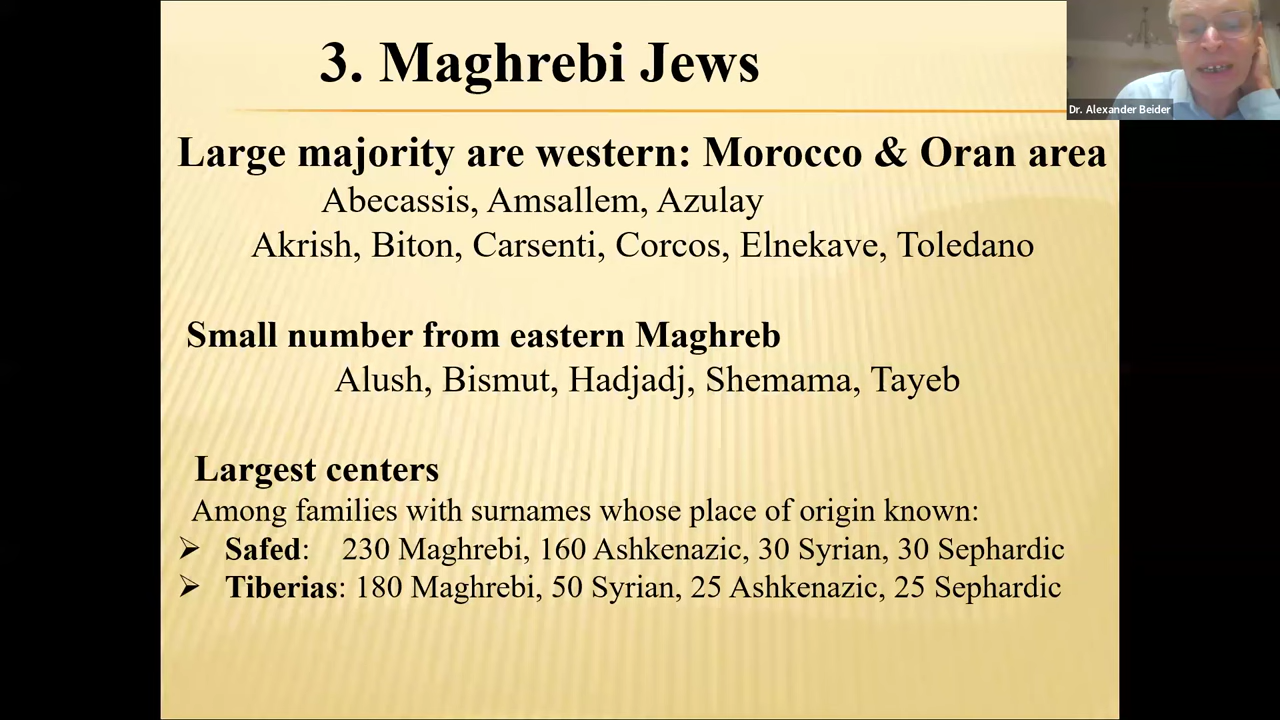 3. Maghrebi Jews
Dr. Alexander Beider
Large majority are western: Morocco & Oran area
Abecassis, Amsallem, Azulay
Akrish, Biton, Carsenti, Corcos, Elnekave, Toledano
Small number from eastern Maghreb
Alush, Bismut, Hadjadj, Shemama, Tayeb
Largest centers
Among families with surnames whose place of origin known:
➢ Safed: 230 Maghrebi, 160 Ashkenazic, 30 Syrian, 30 Sephardic
➢ Tiberias: 180 Maghrebi, 50 Syrian, 25 Ashkenazic, 25 Sephardic